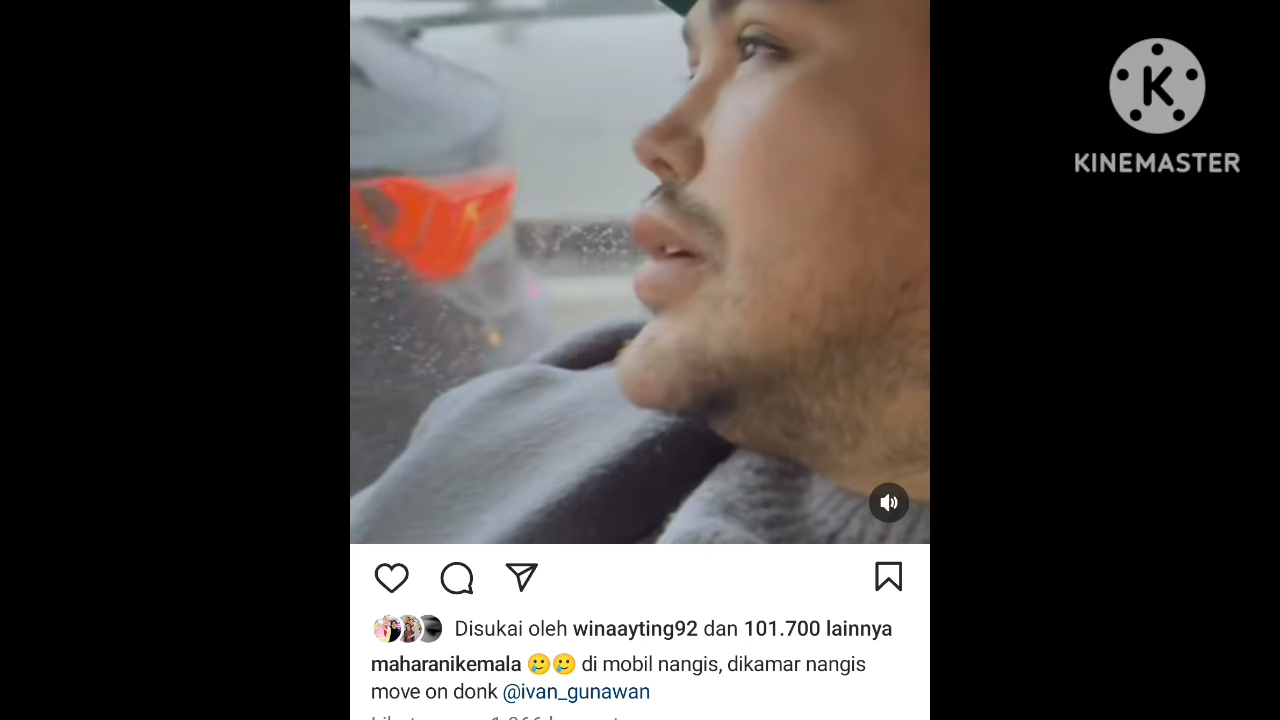 KINEMASTER
Disukai oleh winaayting92 dan 101.700 lainnya
maharanikemala 🥲🥲 di mobil nangis, dikamar nangis
move on donk @ivan_gunawan